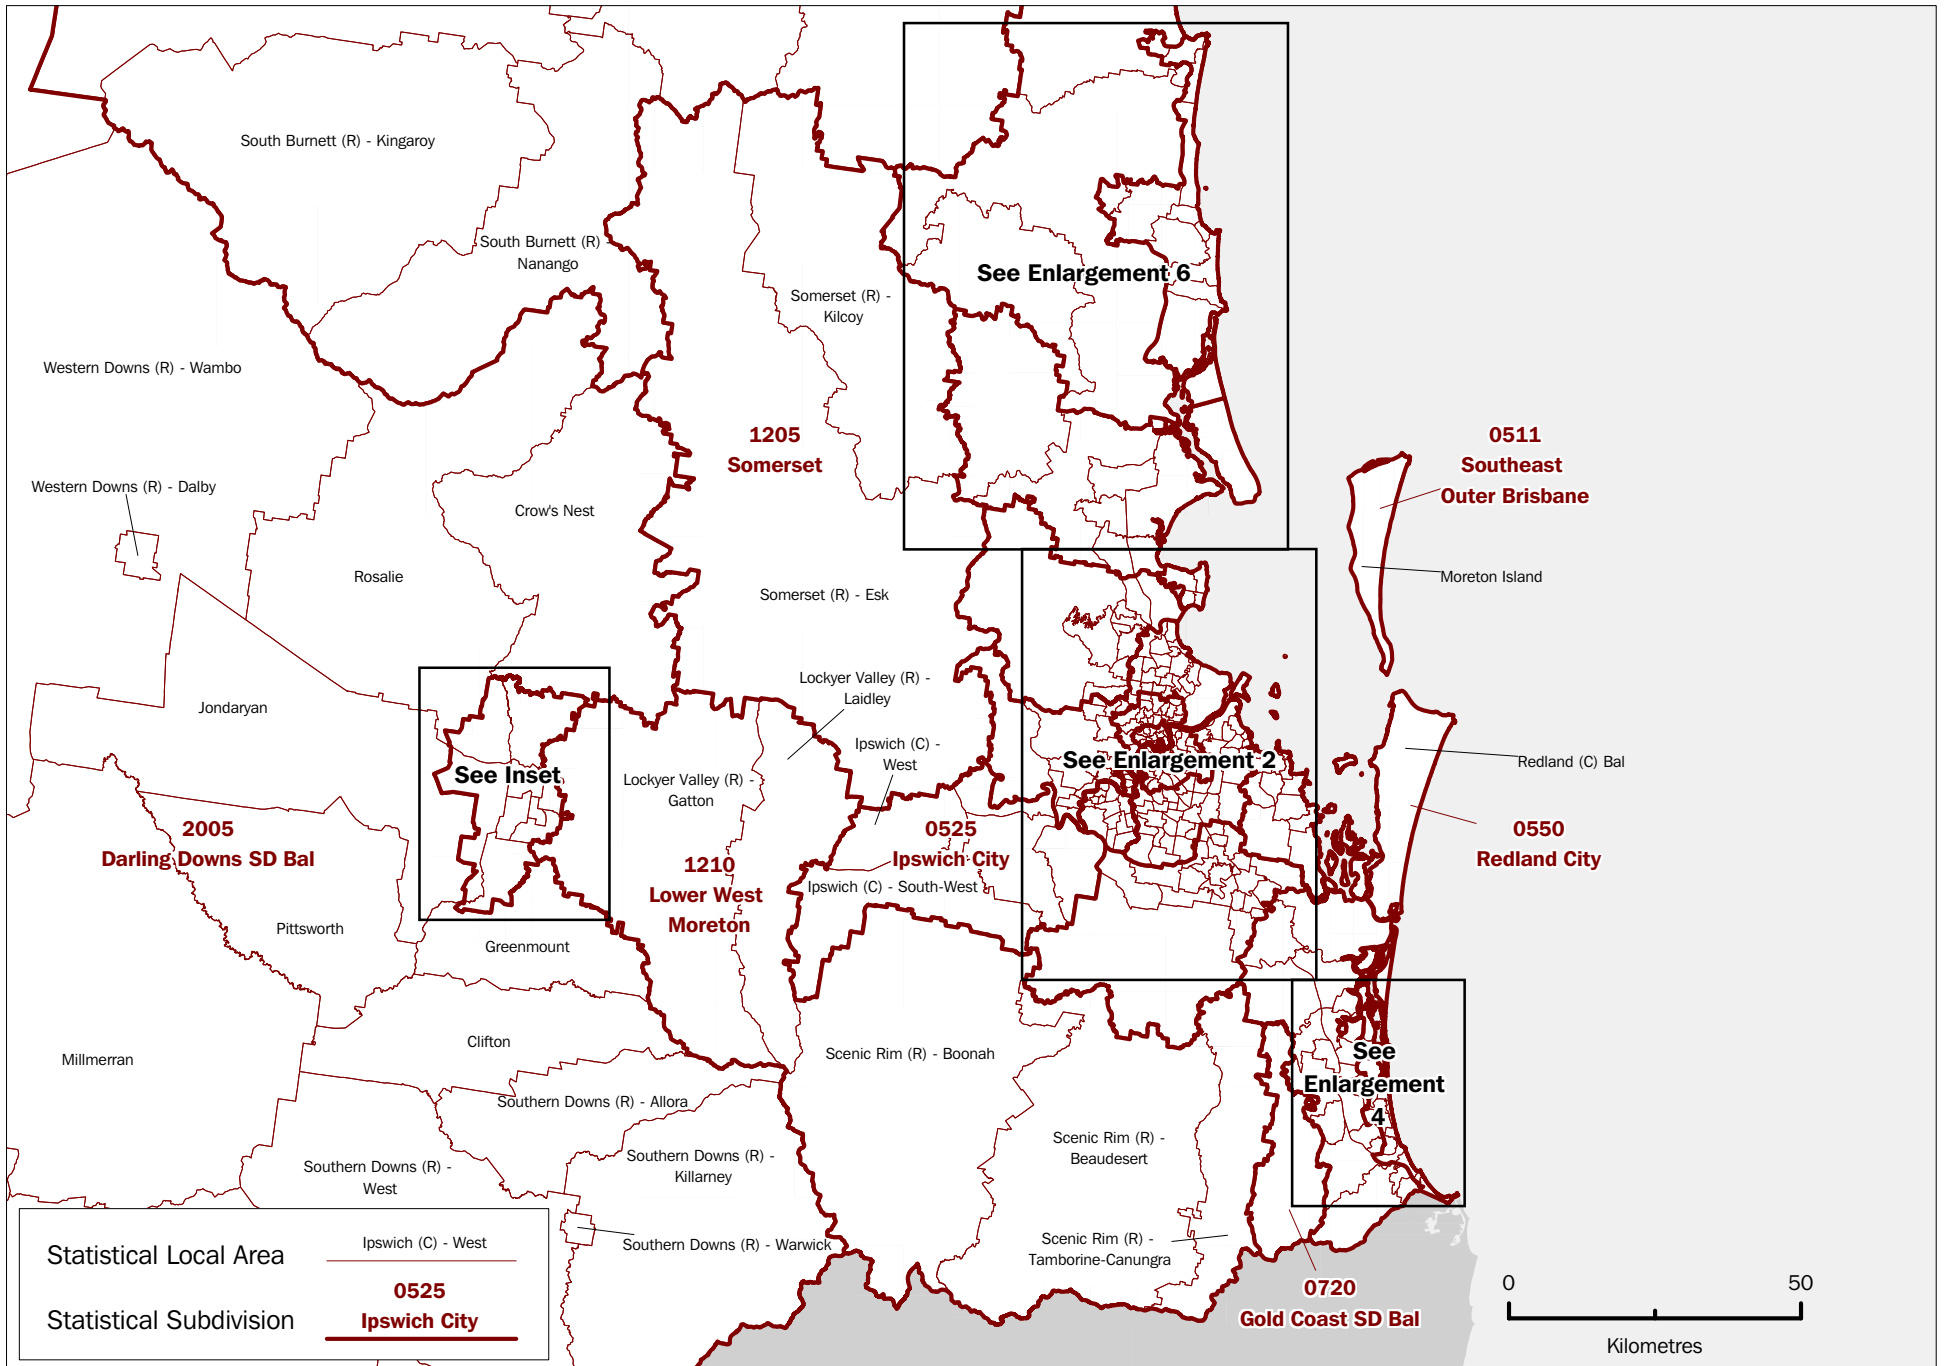 South Burnett (R) - Kingaroy
South Burnett (R) -
Nanango
See Enlargement 6
Somerset (R) -
Kilcoy
Western Downs (R) - Wambo
1205
Somerset
0511
Southeast
Outer Brisbane
Western Downs (R) - Dalby
Crow's Nest
Rosalie
Moreton Island
Somerset (R) - Esk
Lockyer Valley (R) -
Laidley
Jondaryan
Ipswich (C) -
West
See Enlargement 2
Redland (C) Bal
See Inset
Lockyer Valley (R) -
Gatton
2005
Darling Downs SD Bal
0525
Ipswich City
0550
Redland City
1210
Lower West
Moreton
Ipswich (C) - South-West
Pittsworth
Greenmount
Clifton
Millmerran
Scenic Rim (R) - Boonah
See
Enlargement
4
Southern Downs (R) - Allora
Southern Downs (R) -
West
Southern Downs (R) -
Killarney
Scenic Rim (R) -
Beaudesert
Southern Downs (R) - Warwick
Scenic Rim (R) -
Tamborine-Canungra
0720
Gold Coast SD Bal
Statistical Local Area
Ipswich (C) - West
Statistical Subdivision
0525
Ipswich City
0 50
Kilometres